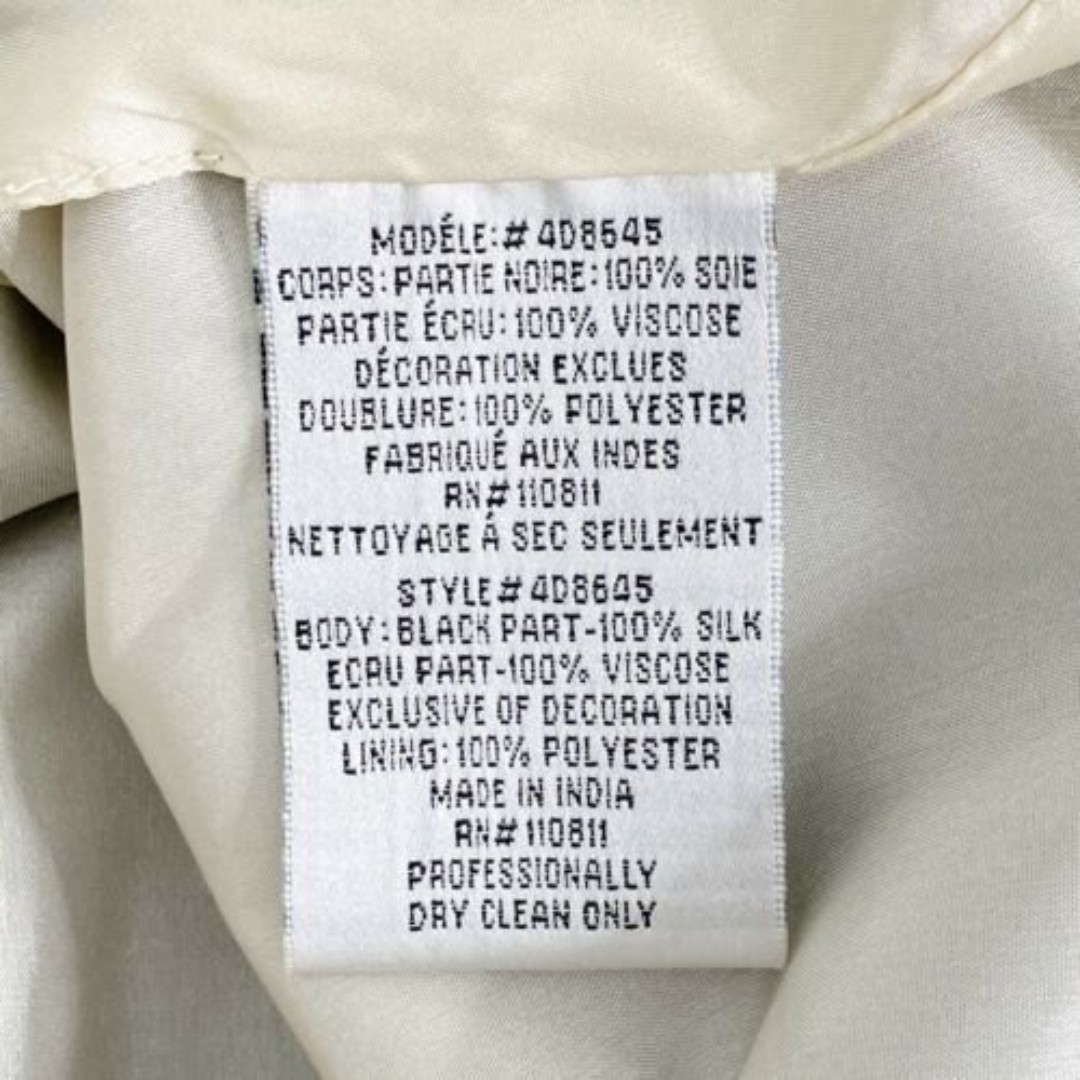 MODÉLE:# 4D8645
CORPS:PARTIE NOIRE:100% SOIE
PARTIE ÉCRU:100% VISCOSE
DÉCORATION EXCLUES
DOUBLURE:100% POLYESTER
FABRIQUÉ AUX INDES
RN# 110811
NETTOYAGE Á SEC SEULEMENT
STYLE# 4D8645
BODY:BLACK PART-100% SILK
ECRU PART-100% VISCOSE
EXCLUSIVE OF DECORATION
LINING:100% POLYESTER
MADE IN INDIA
RN# 110811
PROFESSIONALLY
DRY CLEAN ONLY